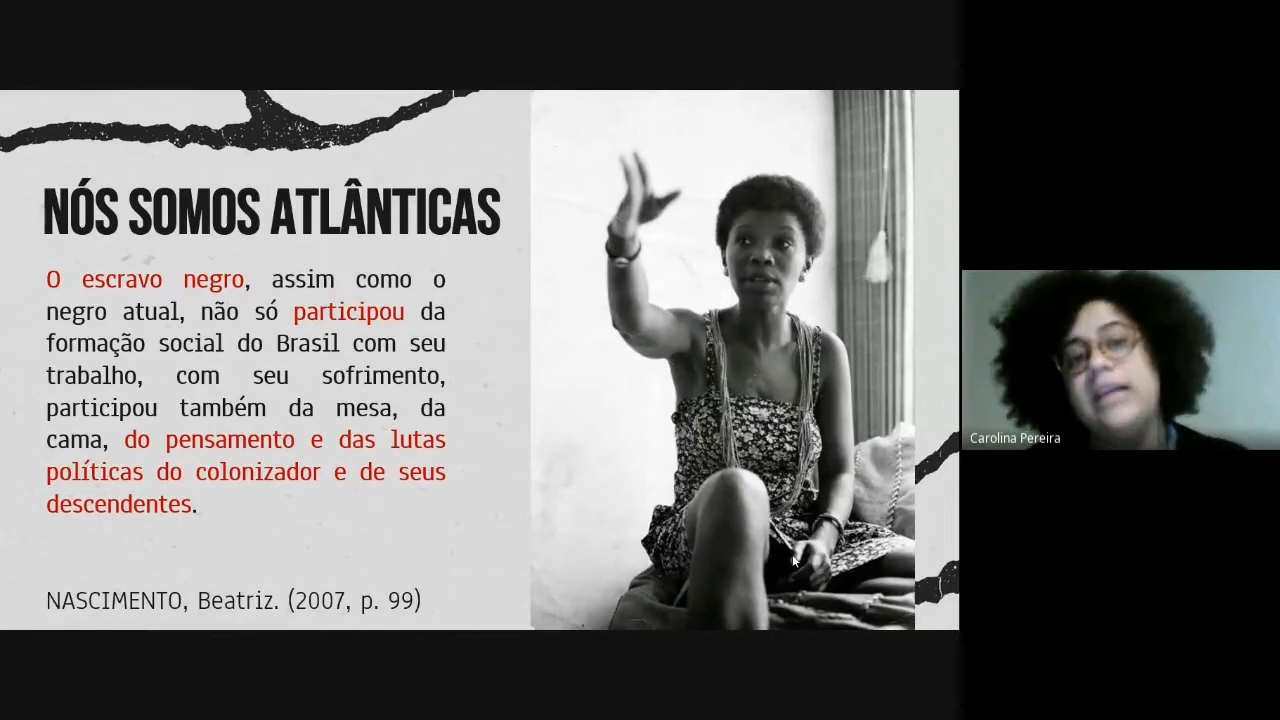 NÓS SOMOS ATLÂNTICAS
O escravo negro, assim como o
negro atual, não só participou da
formação social do Brasil com seu
trabalho, com seu sofrimento,
participou também da mesa, da
cama, do pensamento e das lutas
políticas do colonizador e de seus
descendentes.
NASCIMENTO, Beatriz. (2007, p. 99)
Carolina Pereira